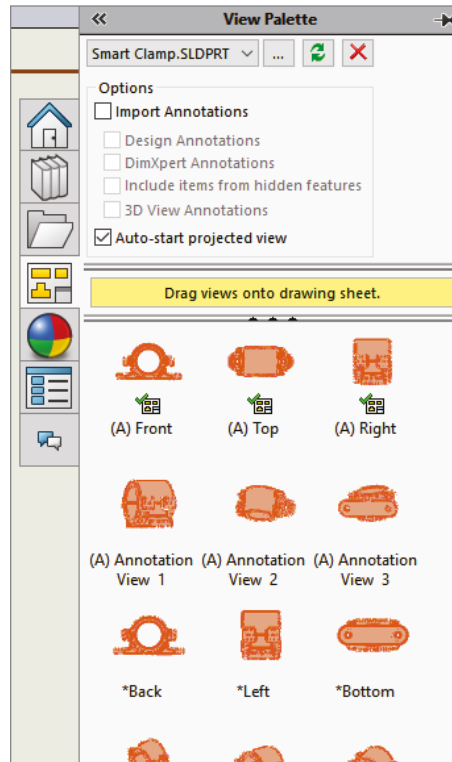 View Palette
Smart Clamp.SLDPRT
...
Options
Import Annotations
Design Annotations
DimXpert Annotations
Include items from hidden features
3D View Annotations
Auto-start projected view
Drag views onto drawing sheet.
(A) Front (A) Top (A) Right
(A) Annotation (A) Annotation (A) Annotation
View 1 View 2 View 3
*Back *Left *Bottom